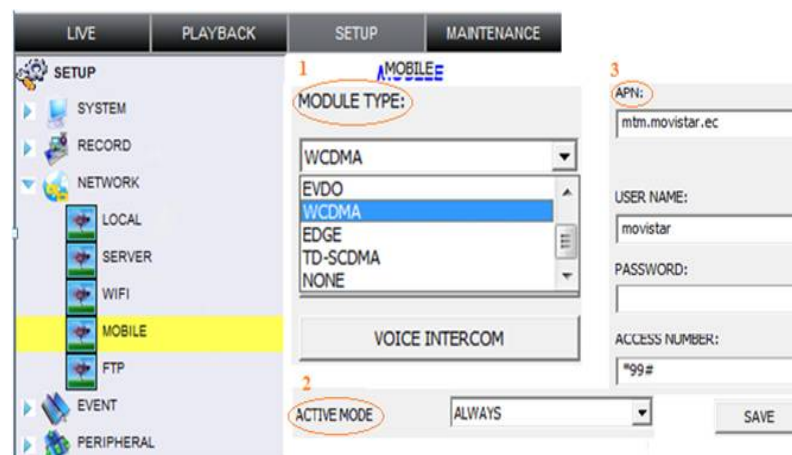 LIVE
PLAYBACK
SETUP
MAINTENANCE
SETUP
SYSTEM
RECORD
NETWORK
LOCAL
SERVER
WIFI
MOBILE
FTP
EVENT
PERIPHERAL
MOBILE
1
MODULE TYPE:
WCDMA
EVDO
WCDMA
EDGE
TD-SCDMA
NONE
VOICE INTERCOM
2
ACTIVE MODE
ALWAYS
3
APN:
mtm.movistar.ec
USER NAME:
movistar
PASSWORD:
ACCESS NUMBER:
*99#
SAVE